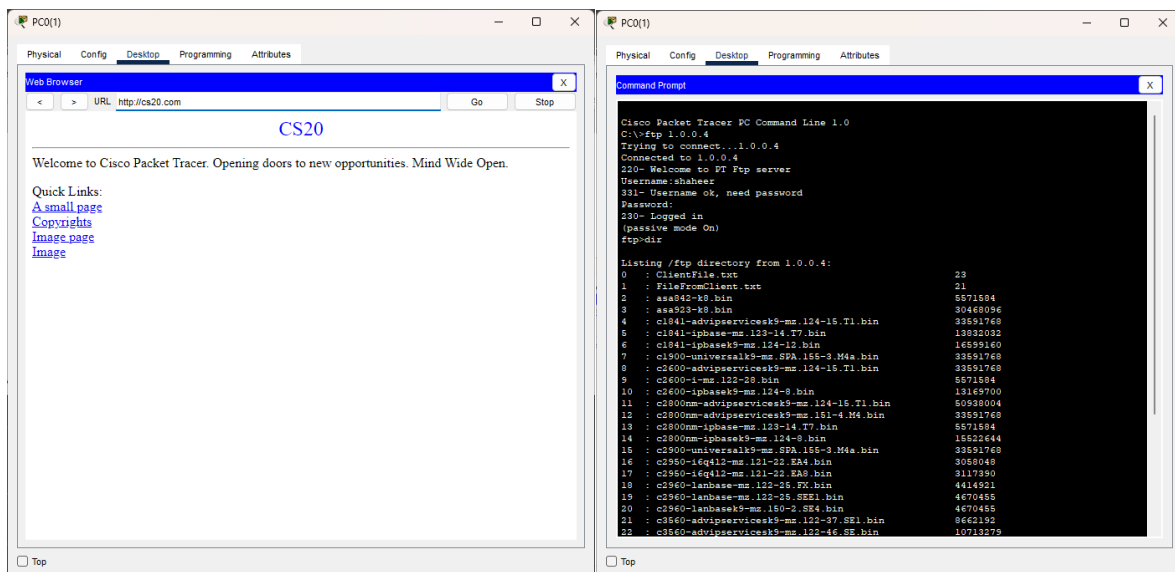 PC0(1)
Physical Config Desktop Programming Attributes
Web Browser X
< > URL http://cs20.com Go Stop
CS20
Welcome to Cisco Packet Tracer. Opening doors to new opportunities. Mind Wide Open.
Quick Links:
A small page
Copyrights
Image page
Image
Top
PC0(1)
Physical Config Desktop Programming Attributes
Command Prompt X
Cisco Packet Tracer PC Command Line 1.0
C:\>ftp 1.0.0.4
Trying to connect...1.0.0.4
Connected to 1.0.0.4
220- Welcome to PT Ftp server
Username:shaheer
331- Username ok, need password
Password:
230- Logged in
(passive mode On)
ftp>dir
Listing /ftp directory from 1.0.0.4:
0 : ClientFile.txt 23
1 : FileFromClient.txt 21
2 : asa842-k8.bin 5571584
3 : asa923-k8.bin 30468096
4 : c1841-advipservicesk9-mz.124-15.T1.bin 33591768
5 : c1841-ipbase-mz.123-14.T7.bin 13832032
6 : c1841-ipbasek9-mz.124-12.bin 16599160
7 : c1900-universalk9-mz.SPA.155-3.M4a.bin 33591768
8 : c2600-advipservicesk9-mz.124-15.T1.bin 33591768
9 : c2600-i-mz.122-28.bin 5571584
10 : c2600-ipbasek9-mz.124-8.bin 13169700
11 : c2800nm-advipservicesk9-mz.124-15.T1.bin 50938004
12 : c2800nm-advipservicesk9-mz.151-4.M4.bin 33591768
13 : c2800nm-ipbase-mz.123-14.T7.bin 5571584
14 : c2800nm-ipbasek9-mz.124-8.bin 15522644
15 : c2900-universalk9-mz.SPA.155-3.M4a.bin 33591768
16 : c2950-i6q4l2-mz.121-22.EA4.bin 3058048
17 : c2950-i6q4l2-mz.121-22.EA8.bin 3117390
18 : c2960-lanbase-mz.122-25.FX.bin 4414921
19 : c2960-lanbase-mz.122-25.SEE1.bin 4670455
20 : c2960-lanbasek9-mz.150-2.SE4.bin 4670455
21 : c3560-advipservicesk9-mz.122-37.SE1.bin 8662192
22 : c3560-advipservicesk9-mz.122-46.SE.bin 10713279
Top